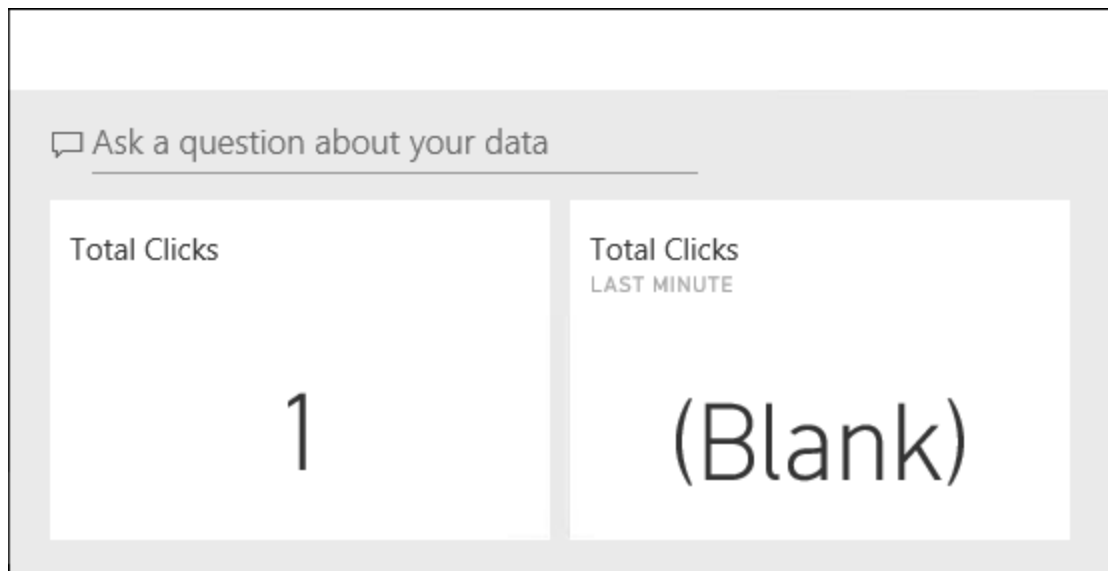 Ask a question about your data
Total Clicks
1
Total Clicks
LAST MINUTE
(Blank)